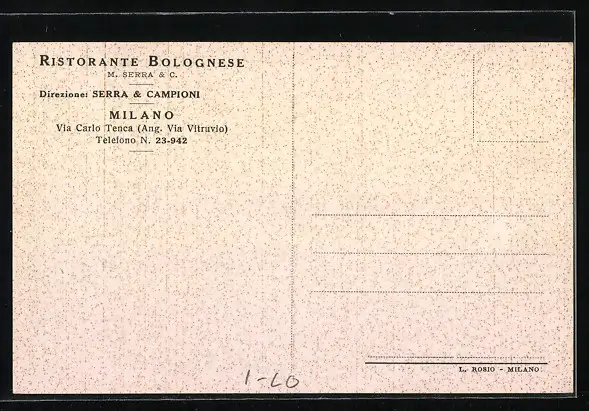 RISTORANTE BOLOGNESE
M. SERRA & C.
Direzione: SERRA & CAMPIONI
MILANO
Via Carlo Tenca (Ang. Via Vitruvio)
Telefono N. 23-942
L. ROSIO - MILANO
1-LO